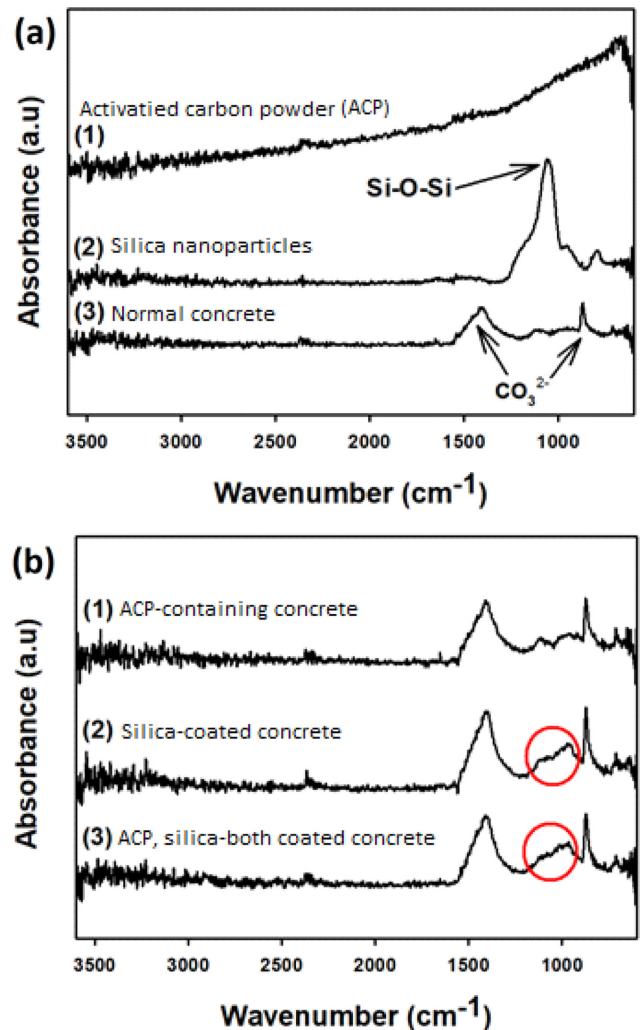 (a)
Absorbance (a.u)
Activatied carbon powder (ACP)
(1)
Si-O-Si
(2) Silica nanoparticles
(3) Normal concrete
CO₃²⁻
3500 3000 2500 2000 1500 1000
Wavenumber (cm⁻¹)
(b)
Absorbance (a.u)
(1) ACP-containing concrete
(2) Silica-coated concrete
(3) ACP, silica-both coated concrete
3500 3000 2500 2000 1500 1000
Wavenumber (cm⁻¹)